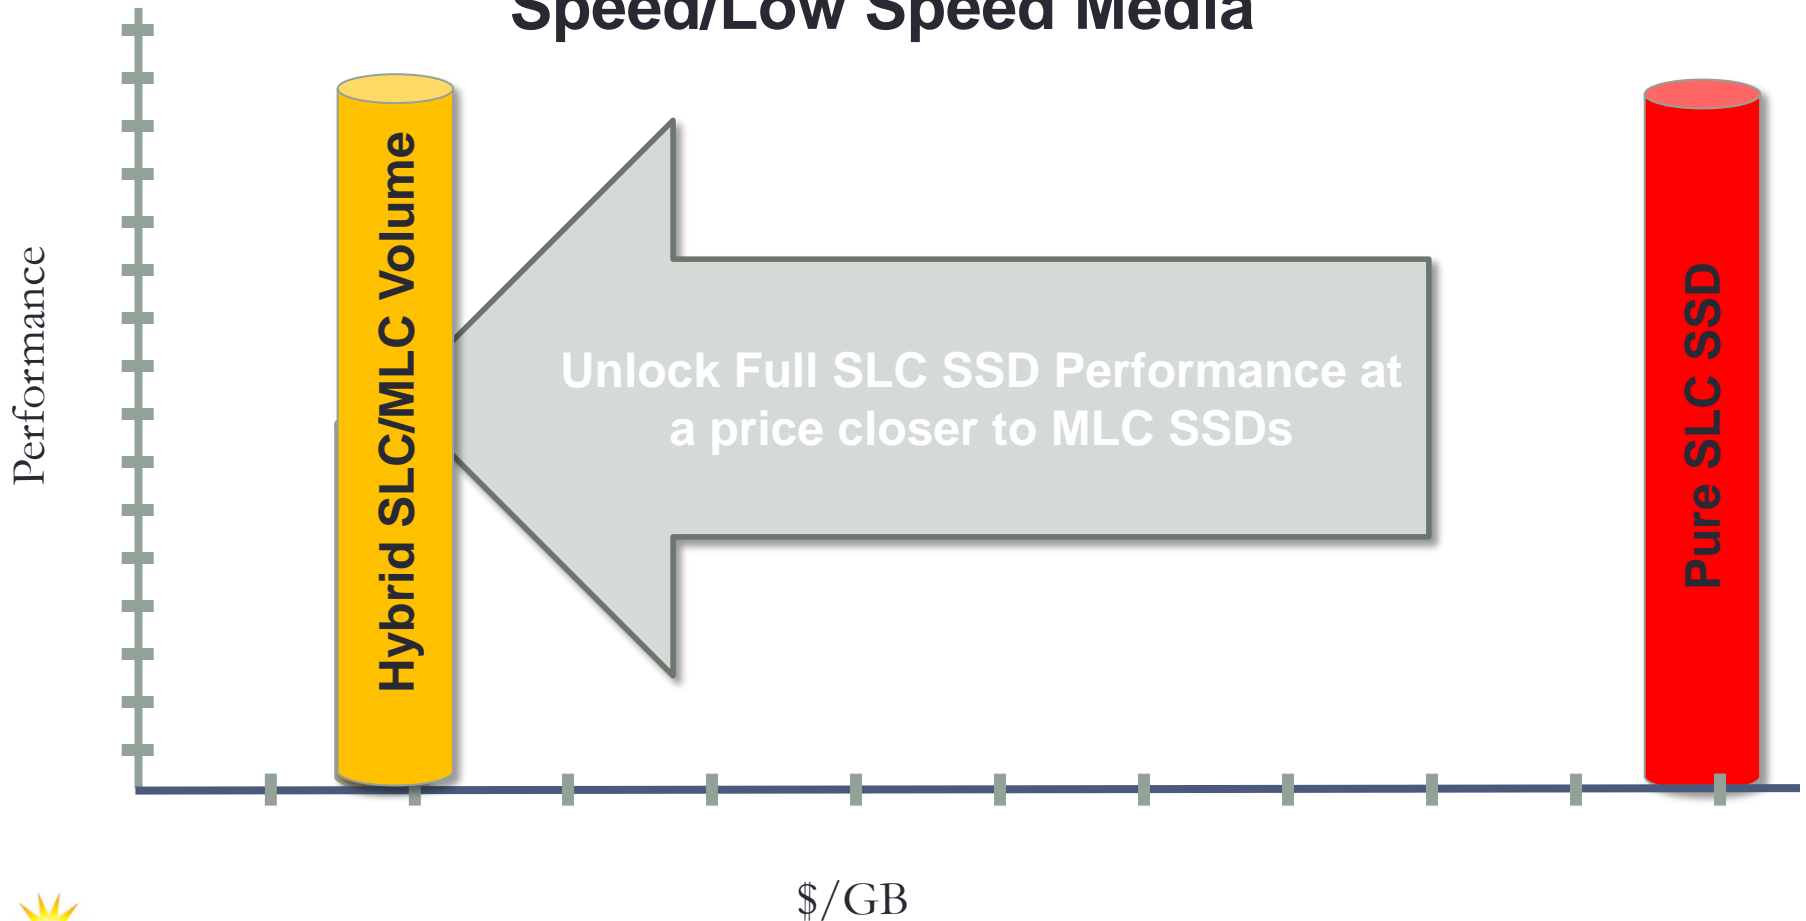 Speed/Low Speed Media
Performance
Hybrid SLC/MLC Volume
Unlock Full SLC SSD Performance at
a price closer to MLC SSDs
Pure SLC SSD
$/GB